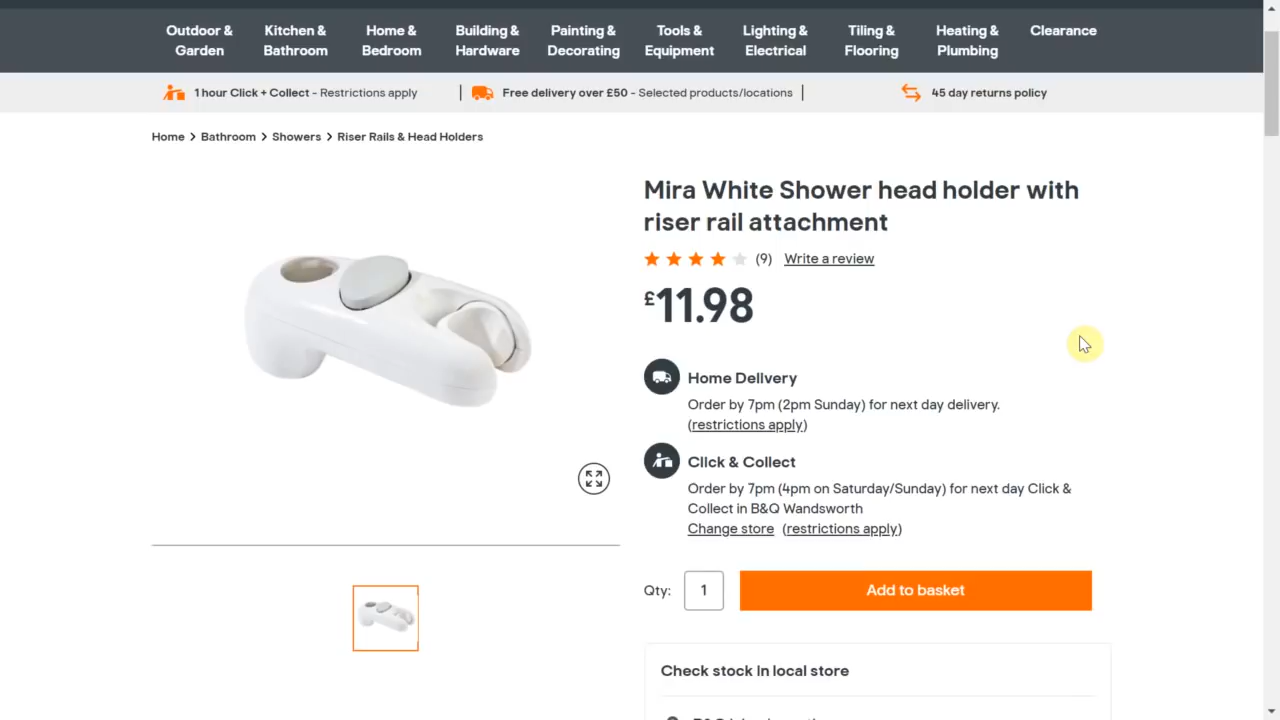 Outdoor &
Garden
Kitchen &
Bathroom
Home &
Bedroom
Building &
Hardware
Painting &
Decorating
Tools &
Equipment
Lighting &
Electrical
Tiling &
Flooring
Heating &
Plumbing
Clearance
1 hour Click + Collect - Restrictions apply
Free delivery over £50 - Selected products/locations
45 day returns policy
Home > Bathroom > Showers > Riser Rails & Head Holders
Mira White Shower head holder with
riser rail attachment
(9) Write a review
£11.98
Home Delivery
Order by 7pm (2pm Sunday) for next day delivery.
(restrictions apply)
Click & Collect
Order by 7pm (4pm on Saturday/Sunday) for next day Click &
Collect in B&Q Wandsworth
Change store (restrictions apply)
Qty: 1 Add to basket
Check stock in local store